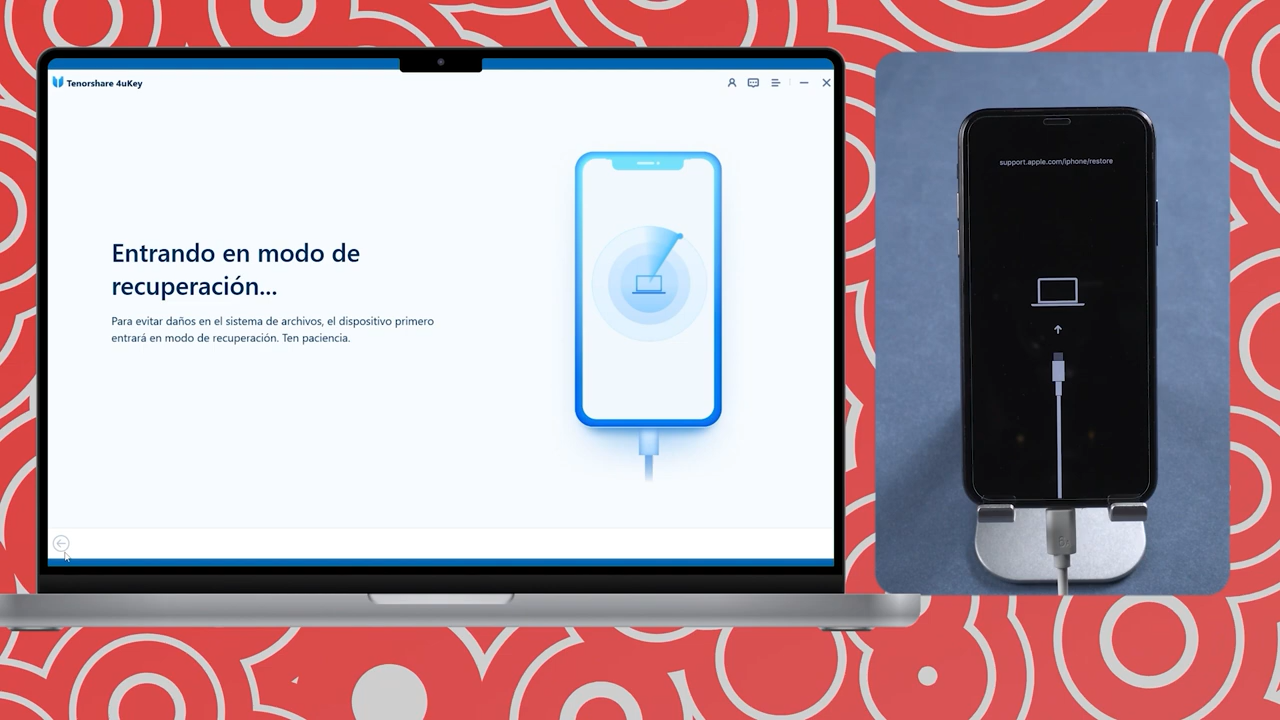 Tenorshare 4uKey
Entrando en modo de
recuperación...
Para evitar daños en el sistema de archivos, el dispositivo primero
entrará en modo de recuperación. Ten paciencia.
support.apple.com/iphone/restore